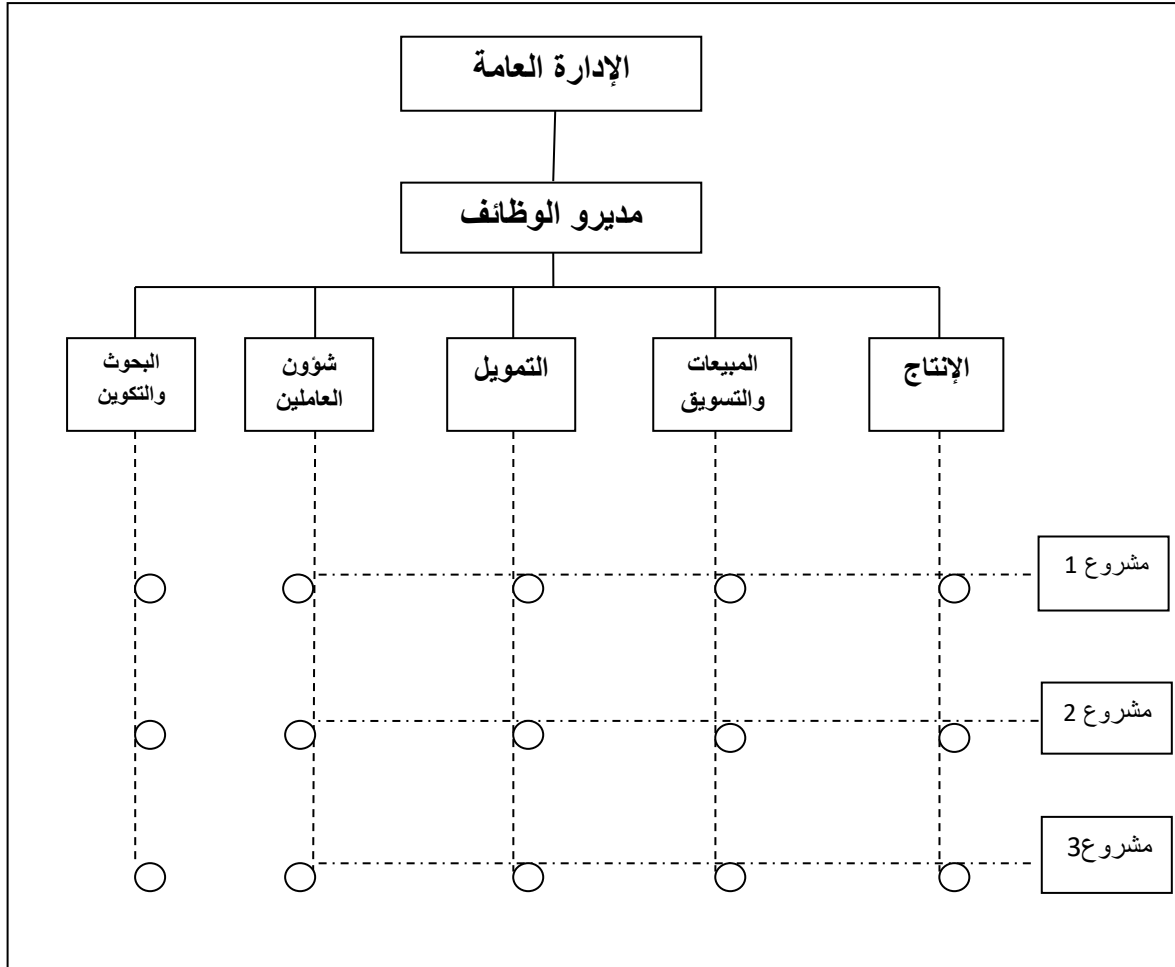 الإدارة العامة
مديرو الوظائف
الإنتاج
المبيعات
والتسويق
التمويل
شؤون
العاملين
البحوث
والتكوين
مشروع 1
مشروع 2
مشروع3